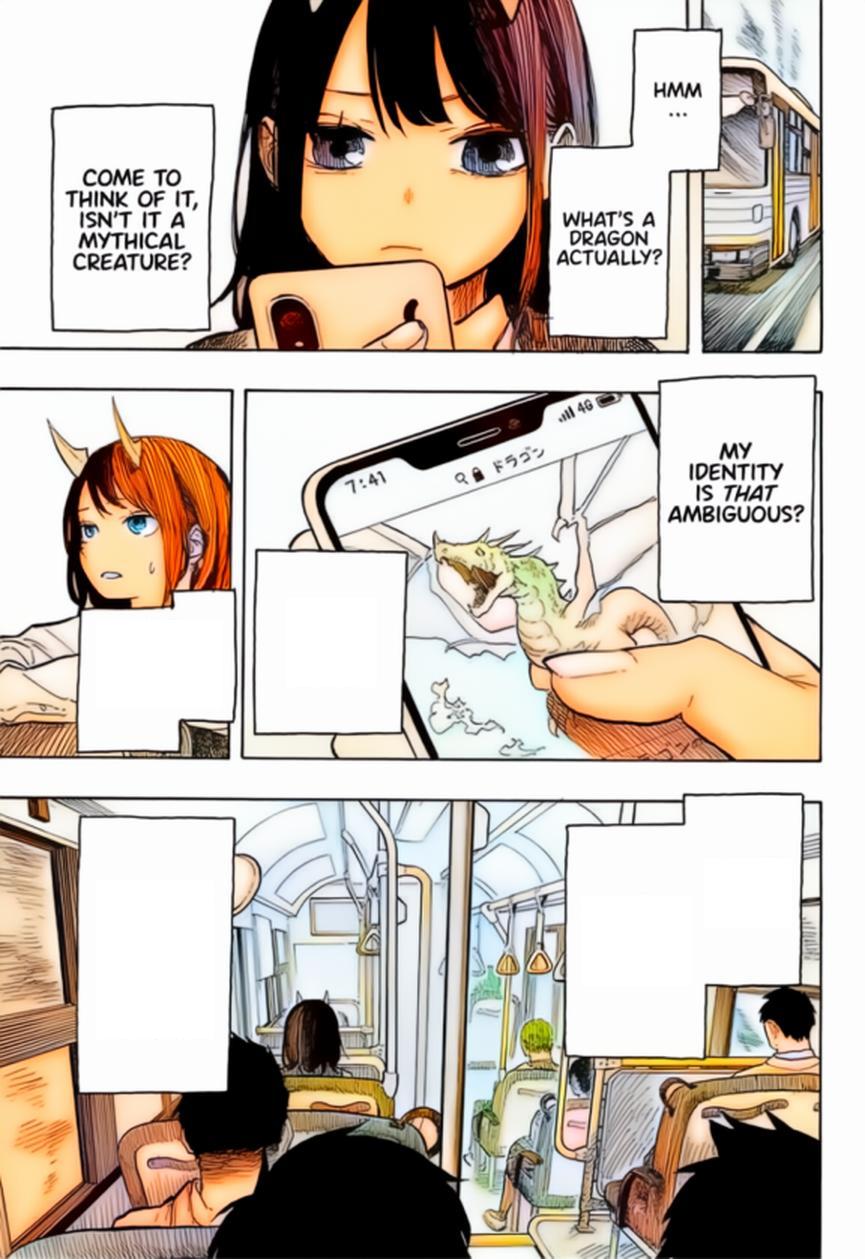 HMM
...
WHAT'S A
DRAGON
ACTUALLY?
COME TO
THINK OF IT,
ISN'T IT A
MYTHICAL
CREATURE?
MY
IDENTITY
IS THAT
AMBIGUOUS?
7:41
4G
ドラゴン